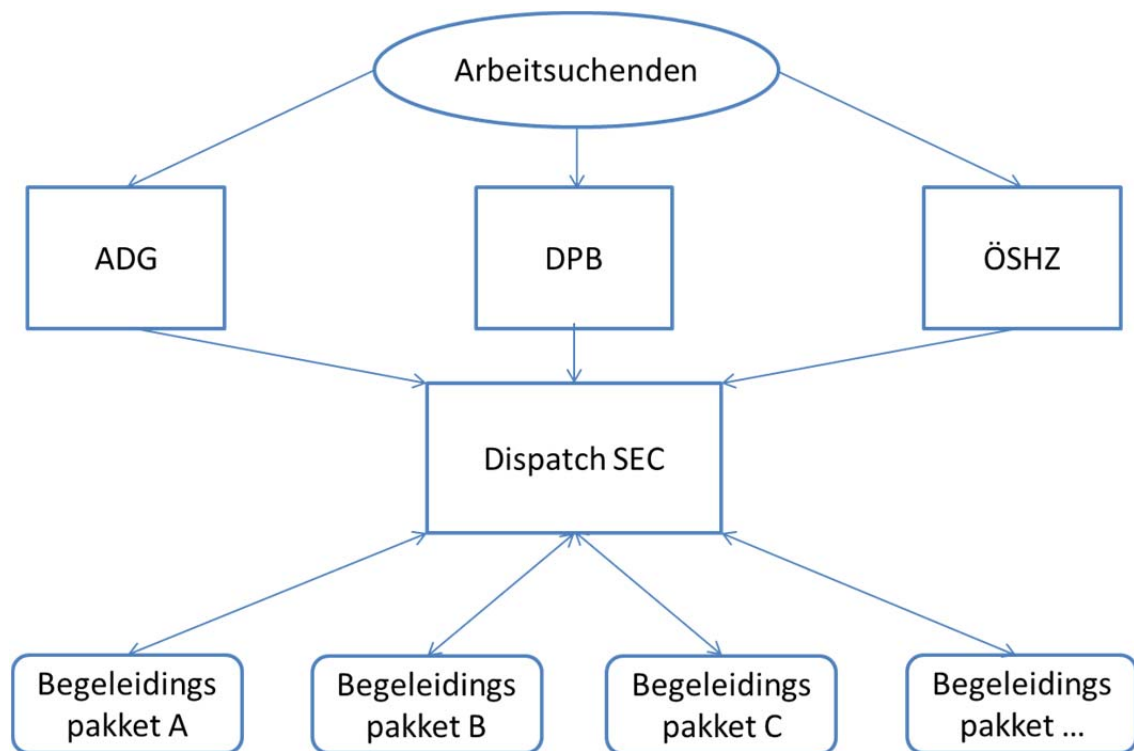 Arbeitsuchenden
ADG
DPB
ÖSHZ
Dispatch SEC
Begeleidings
pakket A
Begeleidings
pakket B
Begeleidings
pakket C
Begeleidings
pakket ...